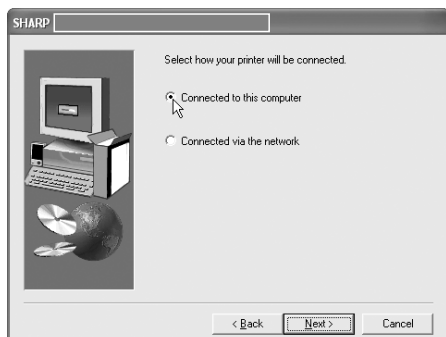 SHARP
Select how your printer will be connected.
Connected to this computer
Connected via the network
< Back
Next >
Cancel